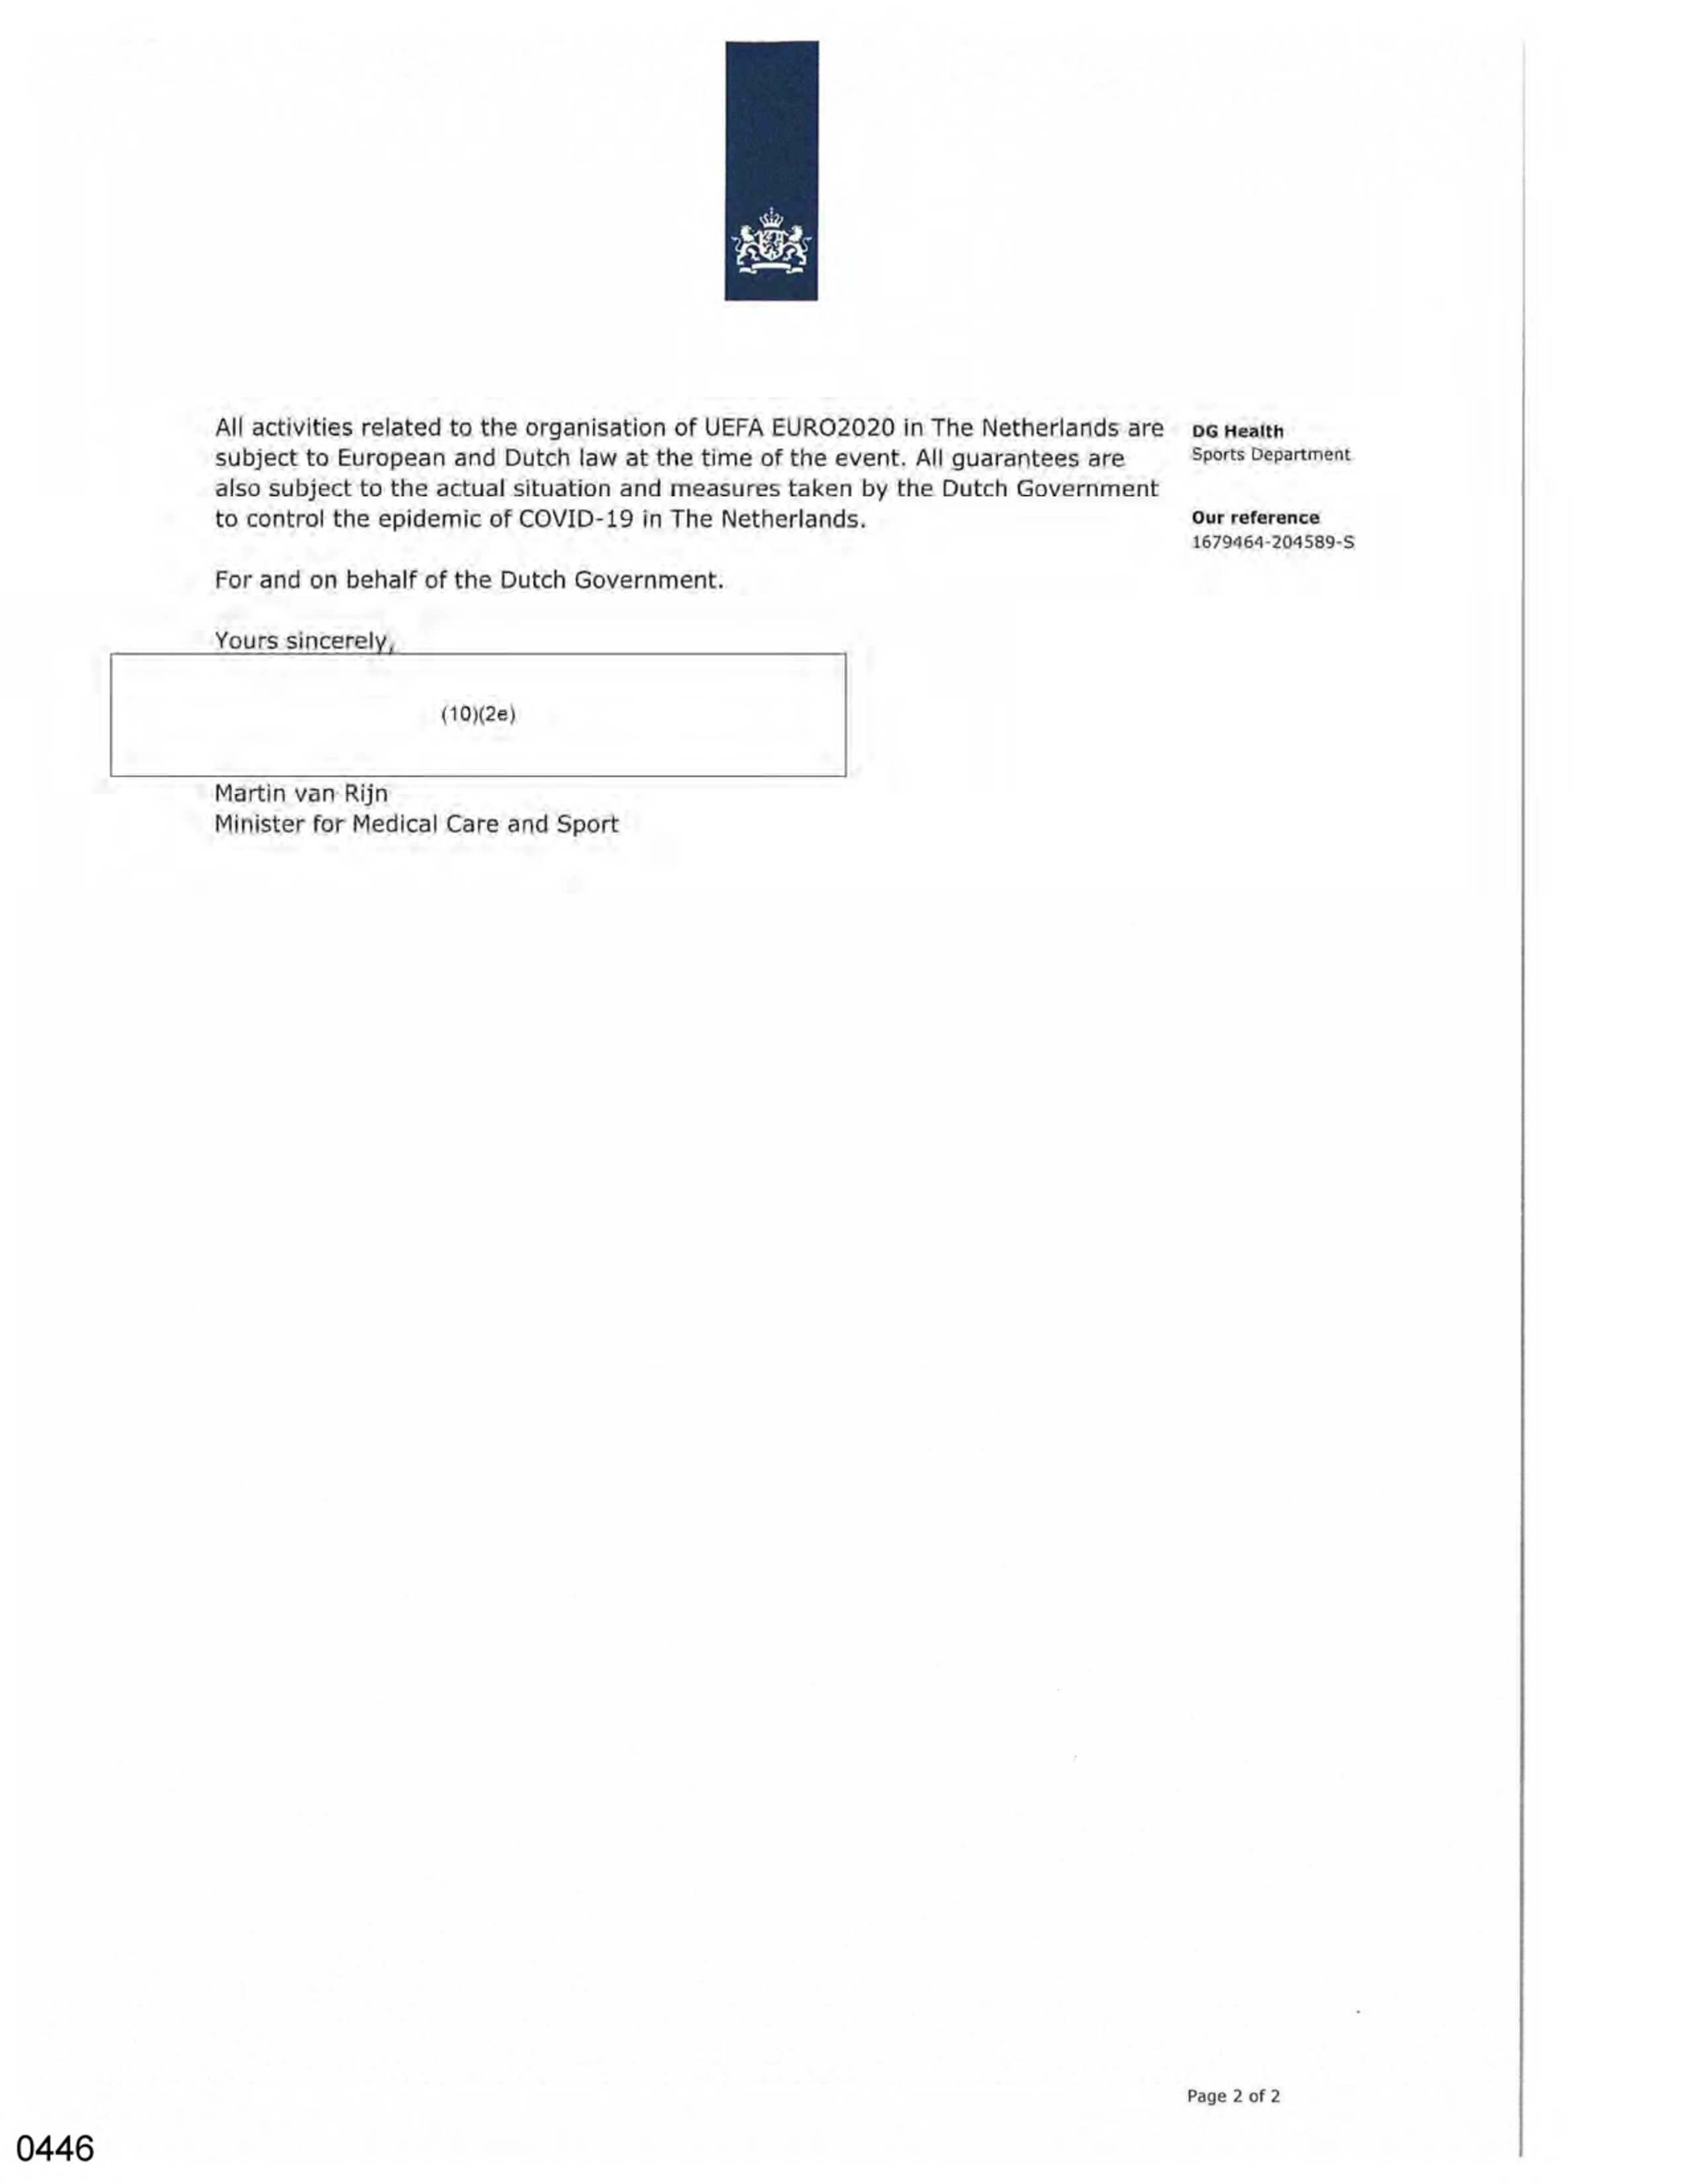 All activities related to the organisation of UEFA EURO2020 in The Netherlands are
subject to European and Dutch law at the time of the event. All guarantees are
also subject to the actual situation and measures taken by the Dutch Government
to control the epidemic of COVID-19 in The Netherlands.
For and on behalf of the Dutch Government.
Yours sincerely,
(10)(2e)
Martin van Rijn
Minister for Medical Care and Sport
DG Health
Sports Department
Our reference
1679464-204589-S
Page 2 of 2
0446